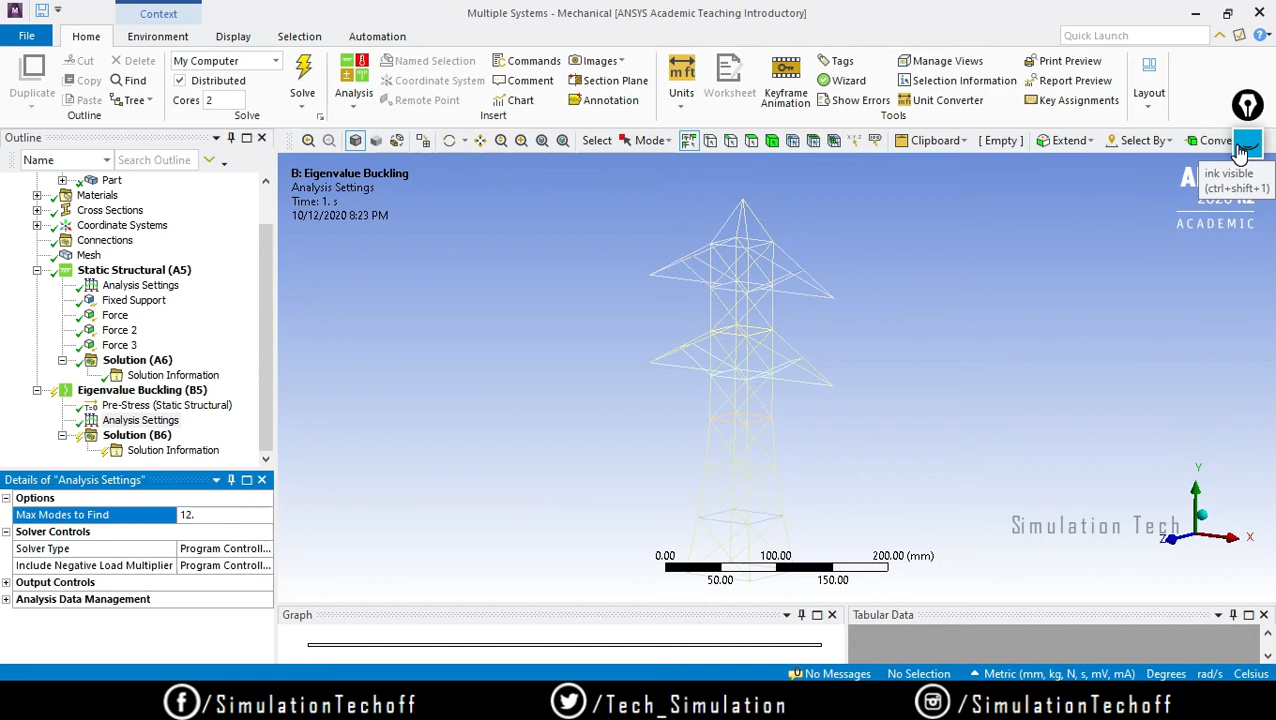 Context
Multiple Systems - Mechanical [ANSYS Academic Teaching Introductory]
File Home Environment Display Selection Automation Quick Launch
Cut Delete My Computer Named Selection Images Tags Manage Views Print Preview
Copy Find Distributed Coordinate System Section Plane Wizard Selection Information Report Preview
Paste Tree Cores 2 Remote Point Annotation Show Errors Unit Converter Key Assignments
Commands
Comment
Chart
Duplicate Solve Analysis Units Worksheet Keyframe Animation Layout
Outline Solve Insert Tools
Outline Select Mode Clipboard [ Empty ] Extend Select By Conve
Name Search Outline
ink visible
(ctrl+shift+1)
ACADEMIC
B: Eigenvalue Buckling
Analysis Settings
Time: 1. s
10/12/2020 8:23 PM
Part
Materials
Cross Sections
Coordinate Systems
Connections
Mesh
Static Structural (A5)
Analysis Settings
Fixed Support
Force
Force 2
Force 3
Solution (A6)
Solution Information
Eigenvalue Buckling (B5)
T=0 Pre-Stress (Static Structural)
Analysis Settings
Solution (B6)
Solution Information
Details of "Analysis Settings"
Options
Max Modes to Find 12.
Solver Controls
Solver Type Program Controll...
Include Negative Load Multiplier Program Controll...
Output Controls
Analysis Data Management
Y
Z
X
Simulation Tech
0.00 100.00 200.00 (mm)
50.00 150.00
Graph Tabular Data
No Messages No Selection Metric (mm, kg, N, s, mV, mA) Degrees rad/s Celsius
/SimulationTechoff /Tech_Simulation /SimulationTechoff